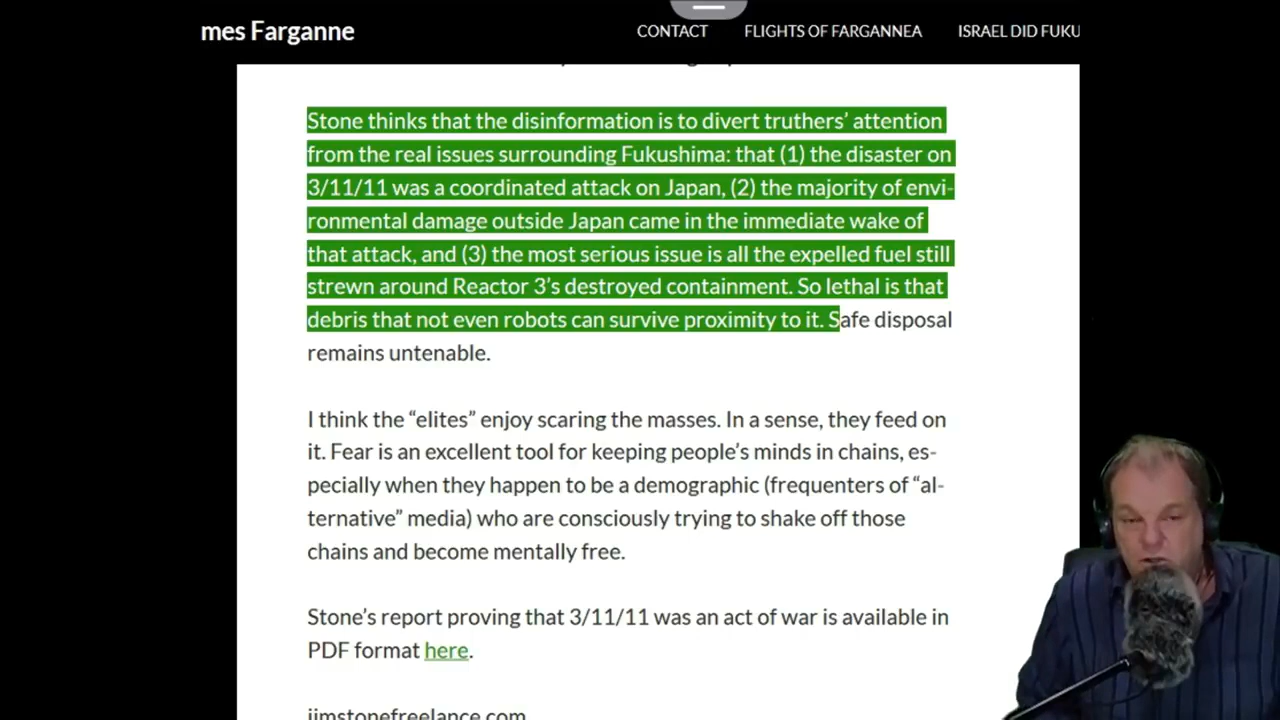 mes Farganne
CONTACT FLIGHTS OF FARGANNEA ISRAEL DID FUKU
Stone thinks that the disinformation is to divert truthers’ attention
from the real issues surrounding Fukushima: that (1) the disaster on
3/11/11 was a coordinated attack on Japan, (2) the majority of envi-
ronmental damage outside Japan came in the immediate wake of
that attack, and (3) the most serious issue is all the expelled fuel still
strewn around Reactor 3’s destroyed containment. So lethal is that
debris that not even robots can survive proximity to it. Safe disposal
remains untenable.
I think the “elites” enjoy scaring the masses. In a sense, they feed on
it. Fear is an excellent tool for keeping people’s minds in chains, es-
pecially when they happen to be a demographic (frequenters of “al-
ternative” media) who are consciously trying to shake off those
chains and become mentally free.
Stone’s report proving that 3/11/11 was an act of war is available in
PDF format here.
jimstonefreelance.com